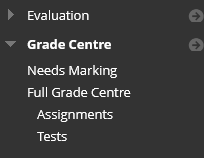 Evaluation
Grade Centre
Needs Marking
Full Grade Centre
Assignments
Tests